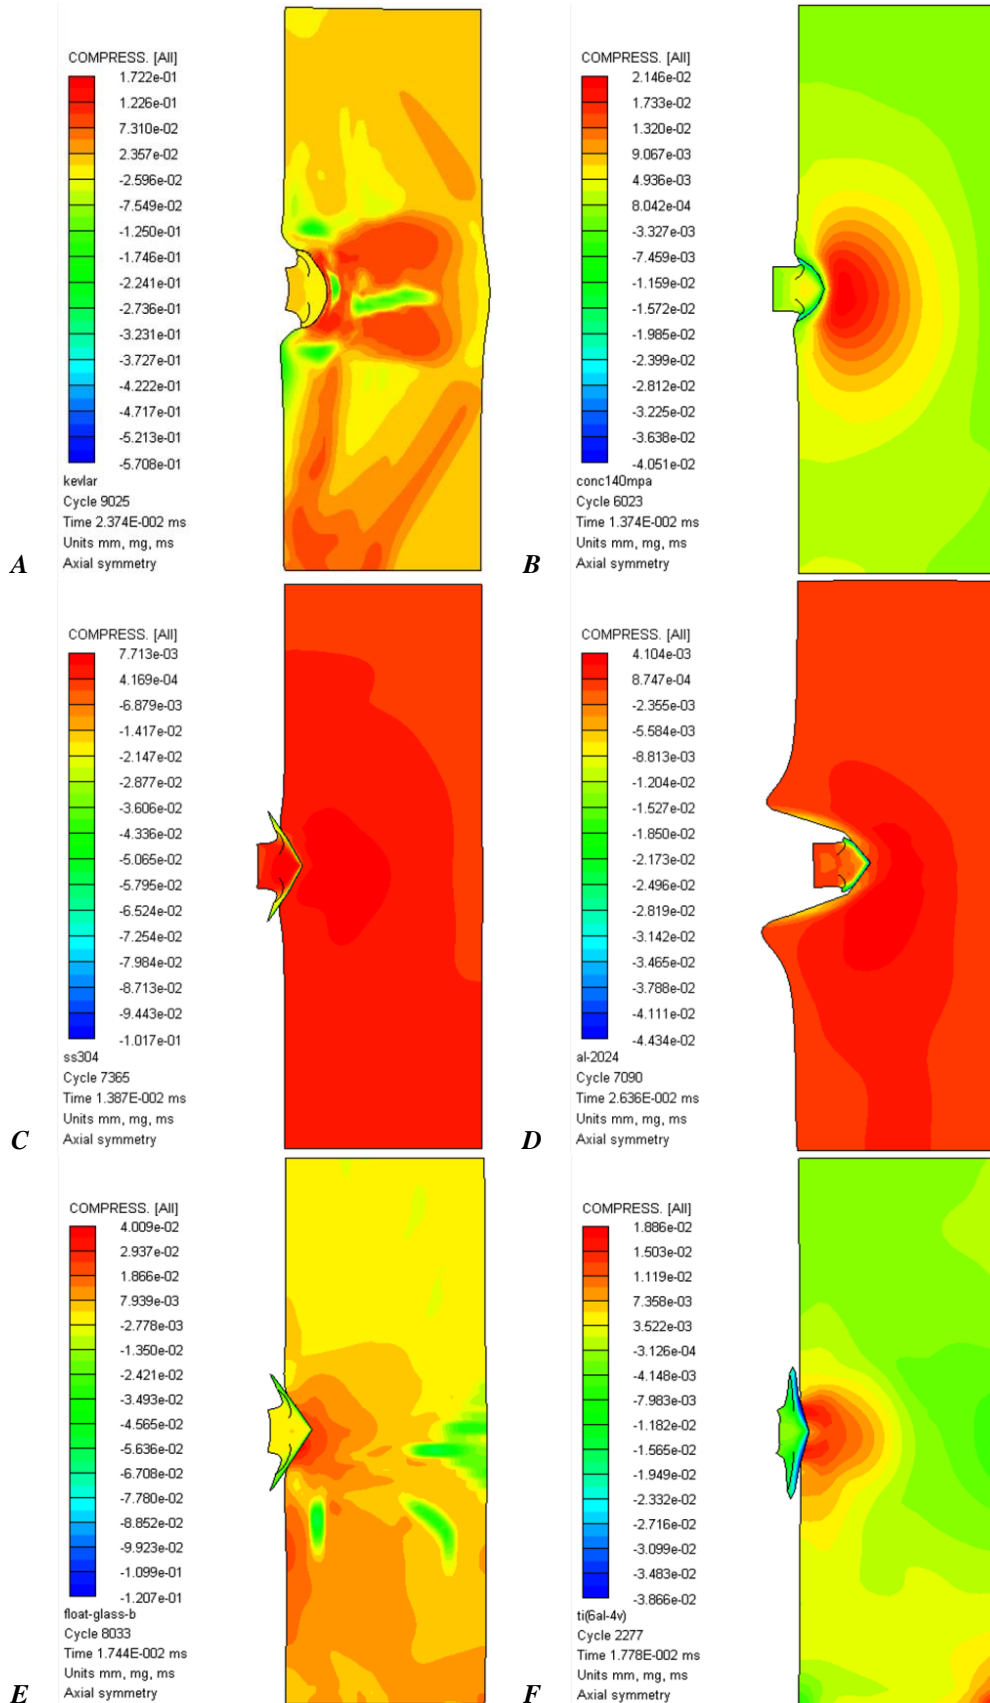 COMPRESS. [All]
1.722e-01
1.226e-01
7.310e-02
2.357e-02
-2.596e-02
-7.549e-02
-1.250e-01
-1.746e-01
-2.241e-01
-2.736e-01
-3.231e-01
-3.727e-01
-4.222e-01
-4.717e-01
-5.213e-01
-5.708e-01
kevlar
Cycle 9025
Time 2.374E-002 ms
Units mm, mg, ms
Axial symmetry
A
COMPRESS. [All]
2.146e-02
1.733e-02
1.320e-02
9.067e-03
4.936e-03
8.042e-04
-3.327e-03
-7.459e-03
-1.159e-02
-1.572e-02
-1.985e-02
-2.399e-02
-2.812e-02
-3.225e-02
-3.638e-02
-4.051e-02
conc140mpa
Cycle 6023
Time 1.374E-002 ms
Units mm, mg, ms
Axial symmetry
B
COMPRESS. [All]
7.713e-03
4.169e-04
-6.879e-03
-1.417e-02
-2.147e-02
-2.877e-02
-3.606e-02
-4.336e-02
-5.065e-02
-5.795e-02
-6.524e-02
-7.254e-02
-7.984e-02
-8.713e-02
-9.443e-02
-1.017e-01
ss304
Cycle 7365
Time 1.387E-002 ms
Units mm, mg, ms
Axial symmetry
C
COMPRESS. [All]
4.104e-03
8.747e-04
-2.355e-03
-5.584e-03
-8.813e-03
-1.204e-02
-1.527e-02
-1.850e-02
-2.173e-02
-2.496e-02
-2.819e-02
-3.142e-02
-3.465e-02
-3.788e-02
-4.111e-02
-4.434e-02
al-2024
Cycle 7090
Time 2.636E-002 ms
Units mm, mg, ms
Axial symmetry
D
COMPRESS. [All]
4.009e-02
2.937e-02
1.866e-02
7.939e-03
-2.778e-03
-1.350e-02
-2.421e-02
-3.493e-02
-4.565e-02
-5.636e-02
-6.708e-02
-7.780e-02
-8.852e-02
-9.923e-02
-1.099e-01
-1.207e-01
float-glass-b
Cycle 8033
Time 1.744E-002 ms
Units mm, mg, ms
Axial symmetry
E
COMPRESS. [All]
1.886e-02
1.503e-02
1.119e-02
7.358e-03
3.522e-03
-3.126e-04
-4.148e-03
-7.983e-03
-1.182e-02
-1.565e-02
-1.949e-02
-2.332e-02
-2.716e-02
-3.099e-02
-3.483e-02
-3.866e-02
ti(6al-4v)
Cycle 2277
Time 1.778E-002 ms
Units mm, mg, ms
Axial symmetry
F